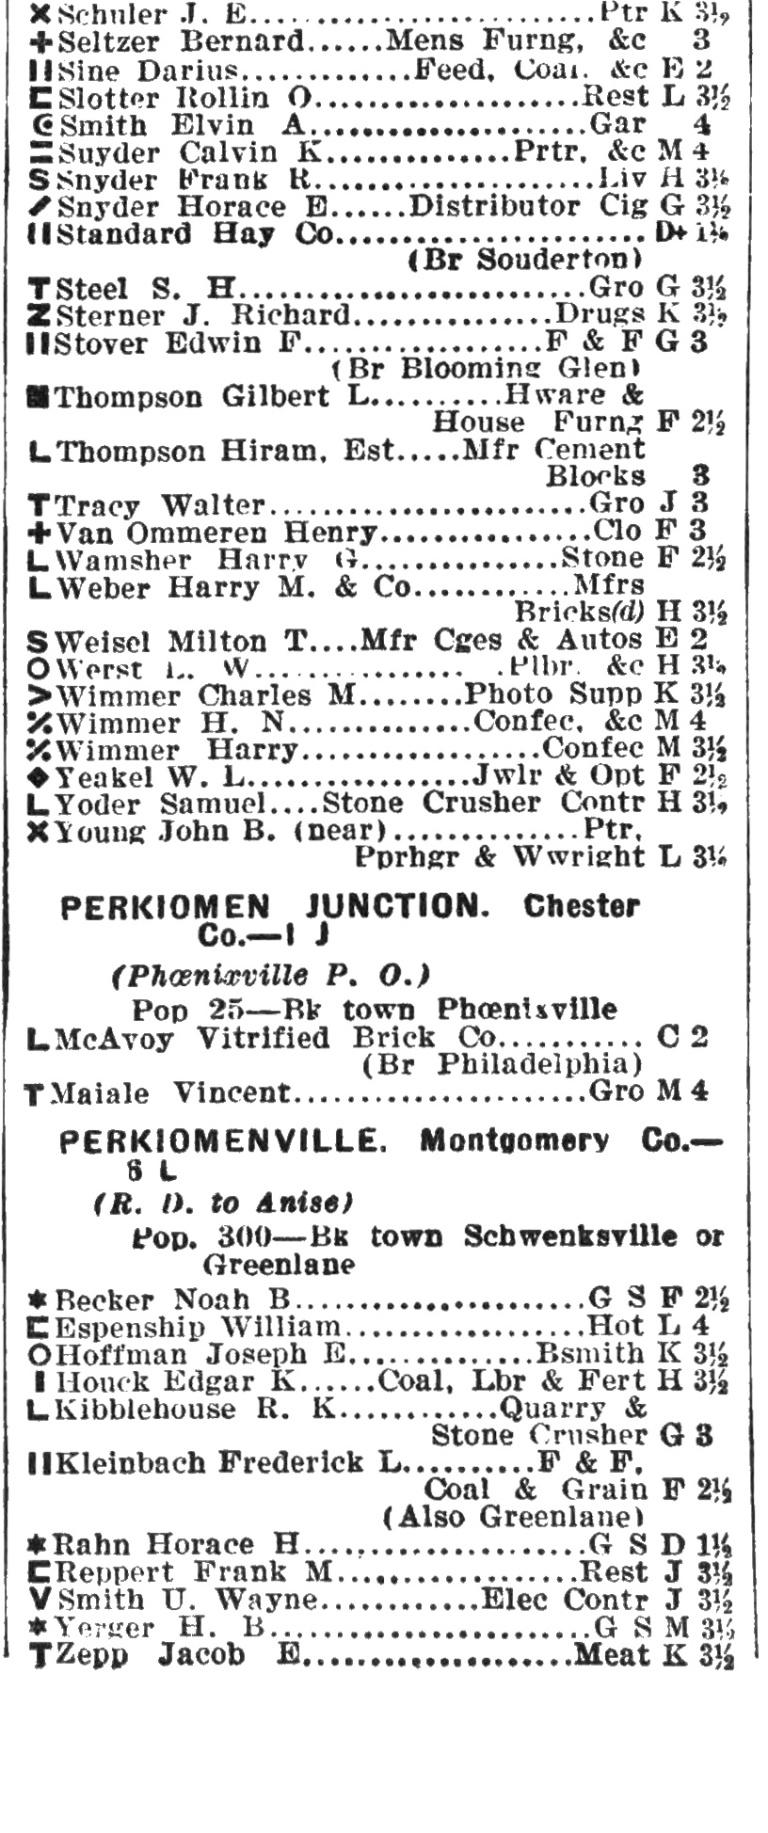 ✕ Schuler J. E..........................Ptr K 3½
+ Seltzer Bernard......Mens Furng, &c 3
II Sine Darius.............Feed, Coal, &c E 2
⊏ Slotter Rollin O.....................Rest L 3½
@ Smith Elvin A.....................Gar 4
= Snyder Calvin K..............Prtr, &c M 4
S Snyder Frank R.....................Liv H 3½
/ Snyder Horace E......Distributor Cig G 3½
II Standard Hay Co........................D+ 1½
(Br Souderton)
T Steel S. H...........................Gro G 3½
Z Sterner J. Richard...............Drugs K 3½
II Stover Edwin F...................F & F G 3
(Br Blooming Glen)
■ Thompson Gilbert L..........Hware &
House Furng F 2½
L Thompson Hiram, Est.....Mfr Cement
Blocks 3
T Tracy Walter.........................Gro J 3
+ Van Ommeren Henry.................Clo F 3
L Wamsher Harry G...............Stone F 2½
L Weber Harry M. & Co............Mfrs
Bricks(d) H 3½
S Weisel Milton T....Mfr Cges & Autos E 2
O Werst L. W....................Plbr, &c H 3½
> Wimmer Charles M........Photo Supp K 3½
⁒ Wimmer H. N..............Confec, &c M 4
⁒ Wimmer Harry...................Confec M 3½
◆ Yeakel W. L..................Jwlr & Opt F 2½
L Yoder Samuel....Stone Crusher Contr H 3½
✕ Young John B. (near)..............Ptr,
Pprhgr & Wwright L 3½
PERKIOMEN JUNCTION. Chester
Co.—I J
(Phœnixville P. O.)
Pop 25—Bk town Phœnixville
L McAvoy Vitrified Brick Co........... C 2
(Br Philadelphia)
T Maiale Vincent.......................Gro M 4
PERKIOMENVILLE. Montgomery Co.—
6 L
(R. D. to Anise)
Pop. 300—Bk town Schwenksville or
Greenlane
✶ Becker Noah B.......................G S F 2½
⊏ Espenship William...................Hot L 4
O Hoffman Joseph E..............Bsmith K 3½
I Houck Edgar K......Coal, Lbr & Fert H 3½
L Kibblehouse R. K............Quarry &
Stone Crusher G 3
II Kleinbach Frederick L..........F & F,
Coal & Grain F 2½
(Also Greenlane)
✶ Rahn Horace H......................G S D 1½
⊏ Reppert Frank M...................Rest J 3½
V Smith U. Wayne............Elec Contr J 3½
✶ Yerger H. B.........................G S M 3½
T Zepp Jacob E.....................Meat K 3½